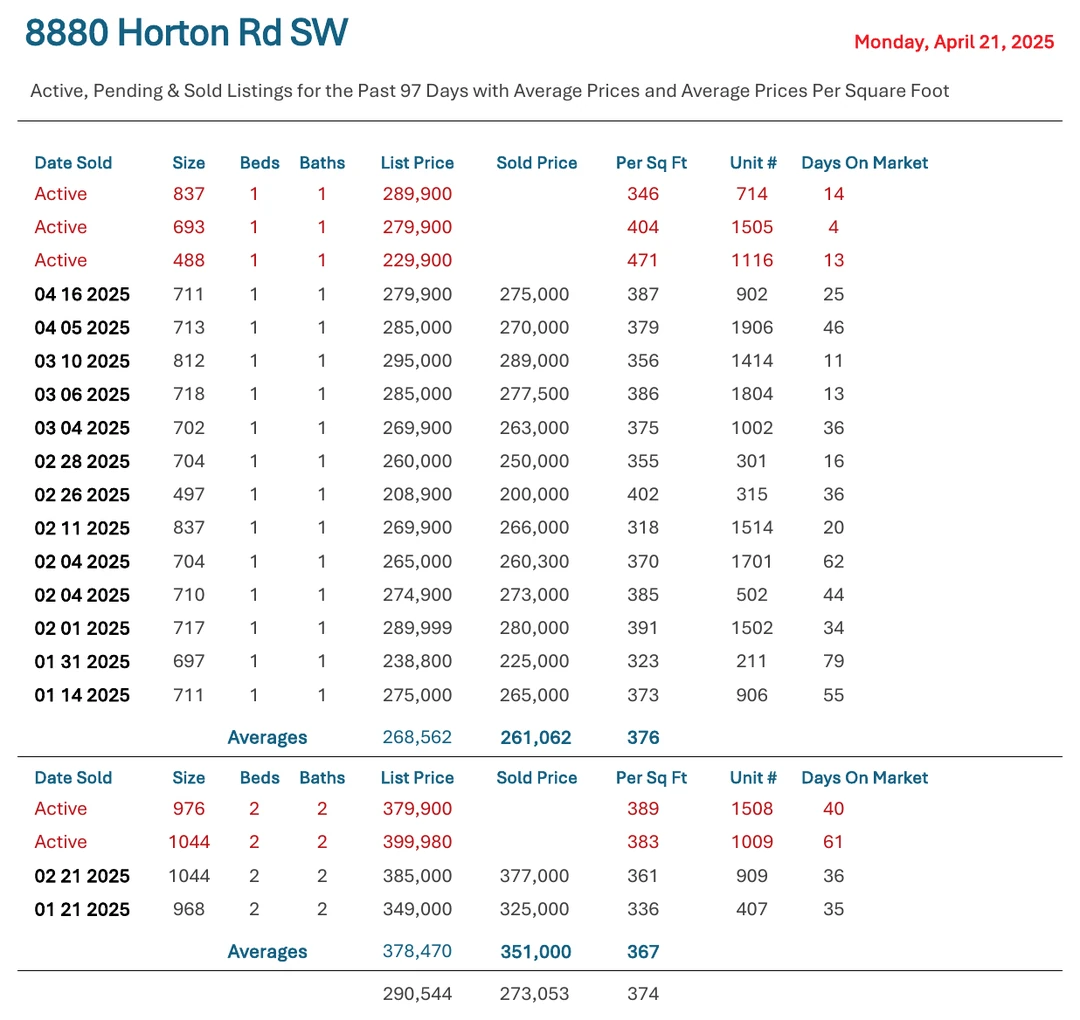 8880 Horton Rd SW
Monday, April 21, 2025
Active, Pending & Sold Listings for the Past 97 Days with Average Prices and Average Prices Per Square Foot
Date Sold Size Beds Baths List Price Sold Price Per Sq Ft Unit # Days On Market
Active 837 1 1 289,900 346 714 14
Active 693 1 1 279,900 404 1505 4
Active 488 1 1 229,900 471 1116 13
04 16 2025 711 1 1 279,900 275,000 387 902 25
04 05 2025 713 1 1 285,000 270,000 379 1906 46
03 10 2025 812 1 1 295,000 289,000 356 1414 11
03 06 2025 718 1 1 285,000 277,500 386 1804 13
03 04 2025 702 1 1 269,900 263,000 375 1002 36
02 28 2025 704 1 1 260,000 250,000 355 301 16
02 26 2025 497 1 1 208,900 200,000 402 315 36
02 11 2025 837 1 1 269,900 266,000 318 1514 20
02 04 2025 704 1 1 265,000 260,300 370 1701 62
02 04 2025 710 1 1 274,900 273,000 385 502 44
02 01 2025 717 1 1 289,999 280,000 391 1502 34
01 31 2025 697 1 1 238,800 225,000 323 211 79
01 14 2025 711 1 1 275,000 265,000 373 906 55
Averages 268,562 261,062 376
Date Sold Size Beds Baths List Price Sold Price Per Sq Ft Unit # Days On Market
Active 976 2 2 379,900 389 1508 40
Active 1044 2 2 399,980 383 1009 61
02 21 2025 1044 2 2 385,000 377,000 361 909 36
01 21 2025 968 2 2 349,000 325,000 336 407 35
Averages 378,470 351,000 367
290,544 273,053 374